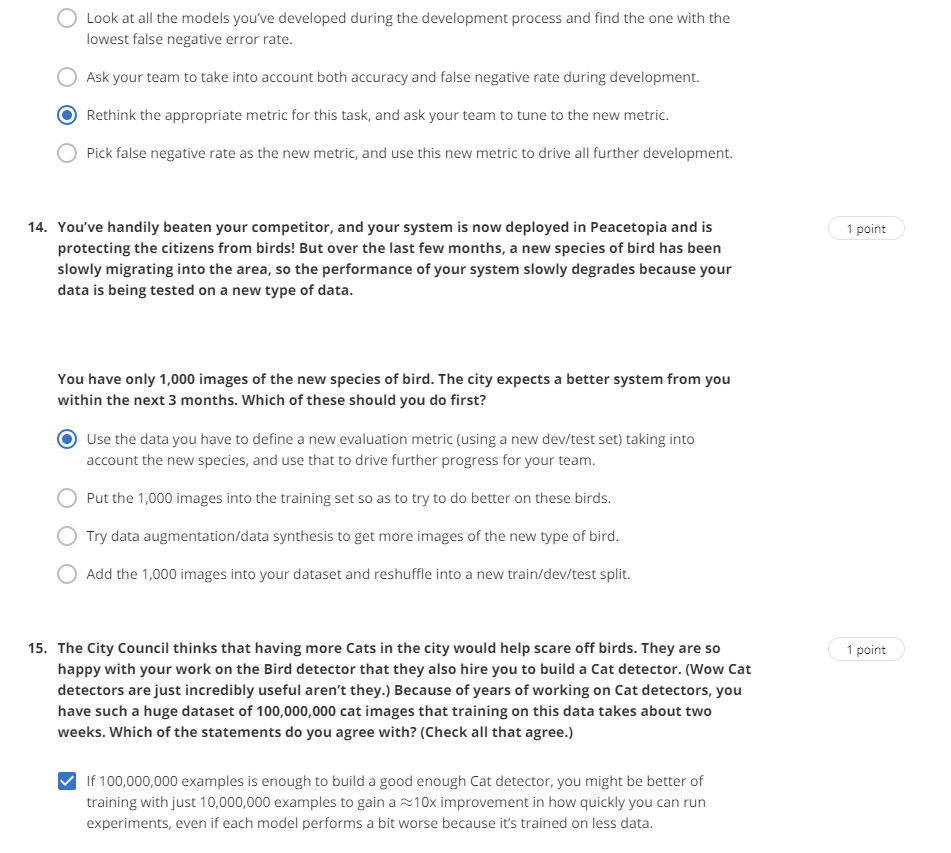 Look at all the models you've developed during the development process and find the one with the
lowest false negative error rate.
Ask your team to take into account both accuracy and false negative rate during development.
Rethink the appropriate metric for this task, and ask your team to tune to the new metric.
Pick false negative rate as the new metric, and use this new metric to drive all further development.
14. You've handily beaten your competitor, and your system is now deployed in Peacetopia and is
1 point
protecting the citizens from birds! But over the last few months, a new species of bird has been
slowly migrating into the area, so the performance of your system slowly degrades because your
data is being tested on a new type of data.
You have only 1,000 images of the new species of bird. The city expects a better system from you
within the next 3 months. Which of these should you do first?
Use the data you have to define a new evaluation metric (using a new dev/test set) taking into
account the new species, and use that to drive further progress for your team.
Put the 1,000 images into the training set so as to try to do better on these birds.
Try data augmentation/data synthesis to get more images of the new type of bird.
Add the 1,000 images into your dataset and reshuffle into a new train/dev/test split.
15. The City Council thinks that having more Cats in the city would help scare off birds. They are so
1 point
happy with your work on the Bird detector that they also hire you to build a Cat detector. (Wow Cat
detectors are just incredibly useful aren't they.) Because of years of working on Cat detectors, you
have such a huge dataset of 100,000,000 cat images that training on this data takes about two
weeks. Which of the statements do you agree with? (Check all that agree.)
If 100,000,000 examples is enough to build a good enough Cat detector, you might be better of
training with just 10,000,000 examples to gain a ≈10x improvement in how quickly you can run
experiments, even if each model performs a bit worse because it's trained on less data.